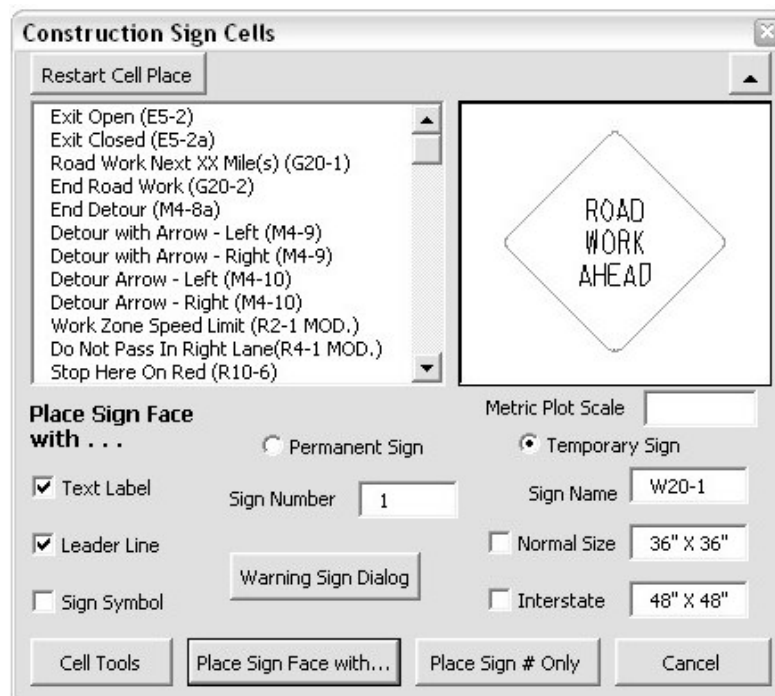 Construction Sign Cells
Restart Cell Place
Exit Open (E5-2)
Exit Closed (E5-2a)
Road Work Next XX Mile(s) (G20-1)
End Road Work (G20-2)
End Detour (M4-8a)
Detour with Arrow - Left (M4-9)
Detour with Arrow - Right (M4-9)
Detour Arrow - Left (M4-10)
Detour Arrow - Right (M4-10)
Work Zone Speed Limit (R2-1 MOD.)
Do Not Pass In Right Lane(R4-1 MOD.)
Stop Here On Red (R10-6)
ROAD
WORK
AHEAD
Place Sign Face
with . . .
Metric Plot Scale
Permanent Sign
Temporary Sign
Text Label
Sign Number 1
Sign Name W20-1
Leader Line
Normal Size 36" X 36"
Warning Sign Dialog
Sign Symbol
Interstate 48" X 48"
Cell Tools
Place Sign Face with...
Place Sign # Only
Cancel